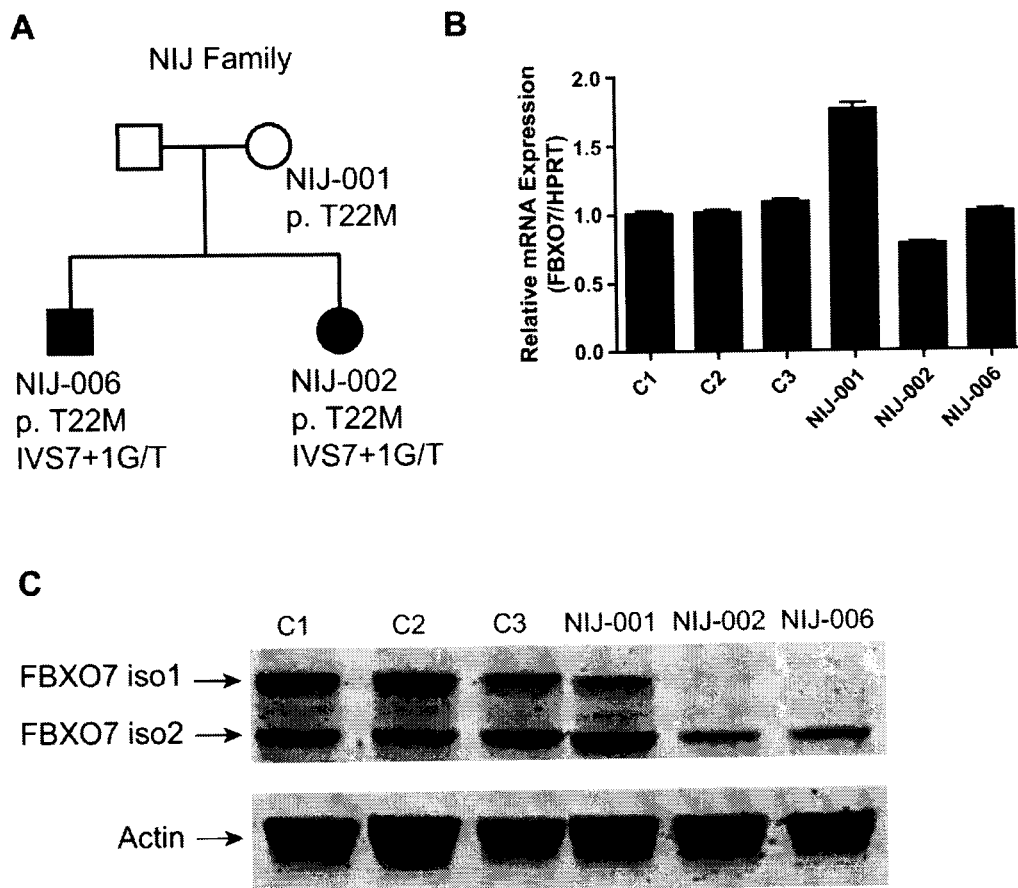 A
NIJ Family
NIJ-001
p. T22M
NIJ-006
p. T22M
IVS7+1G/T
NIJ-002
p. T22M
IVS7+1G/T
B
Relative mRNA Expression
(FBXO7/HPRT)
2.0
1.5
1.0
0.5
0.0
C1
C2
C3
NIJ-001
NIJ-002
NIJ-006
C
C1
C2
C3
NIJ-001
NIJ-002
NIJ-006
FBXO7 iso1
FBXO7 iso2
Actin